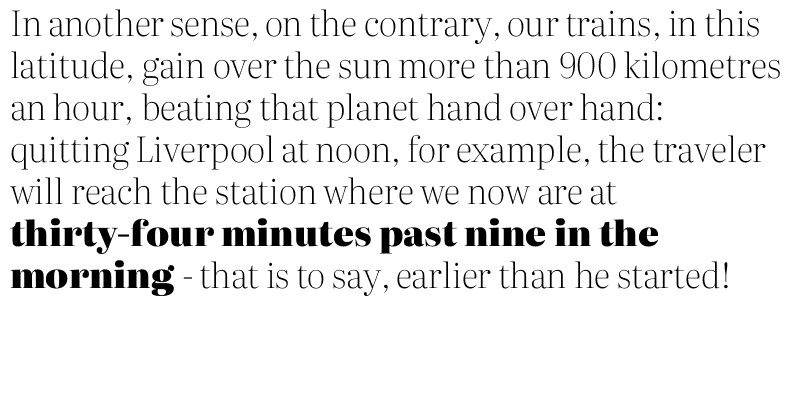 In another sense, on the contrary, our trains, in this
latitude, gain over the sun more than 900 kilometres
an hour, beating that planet hand over hand:
quitting Liverpool at noon, for example, the traveler
will reach the station where we now are at
thirty-four minutes past nine in the
morning - that is to say, earlier than he started!